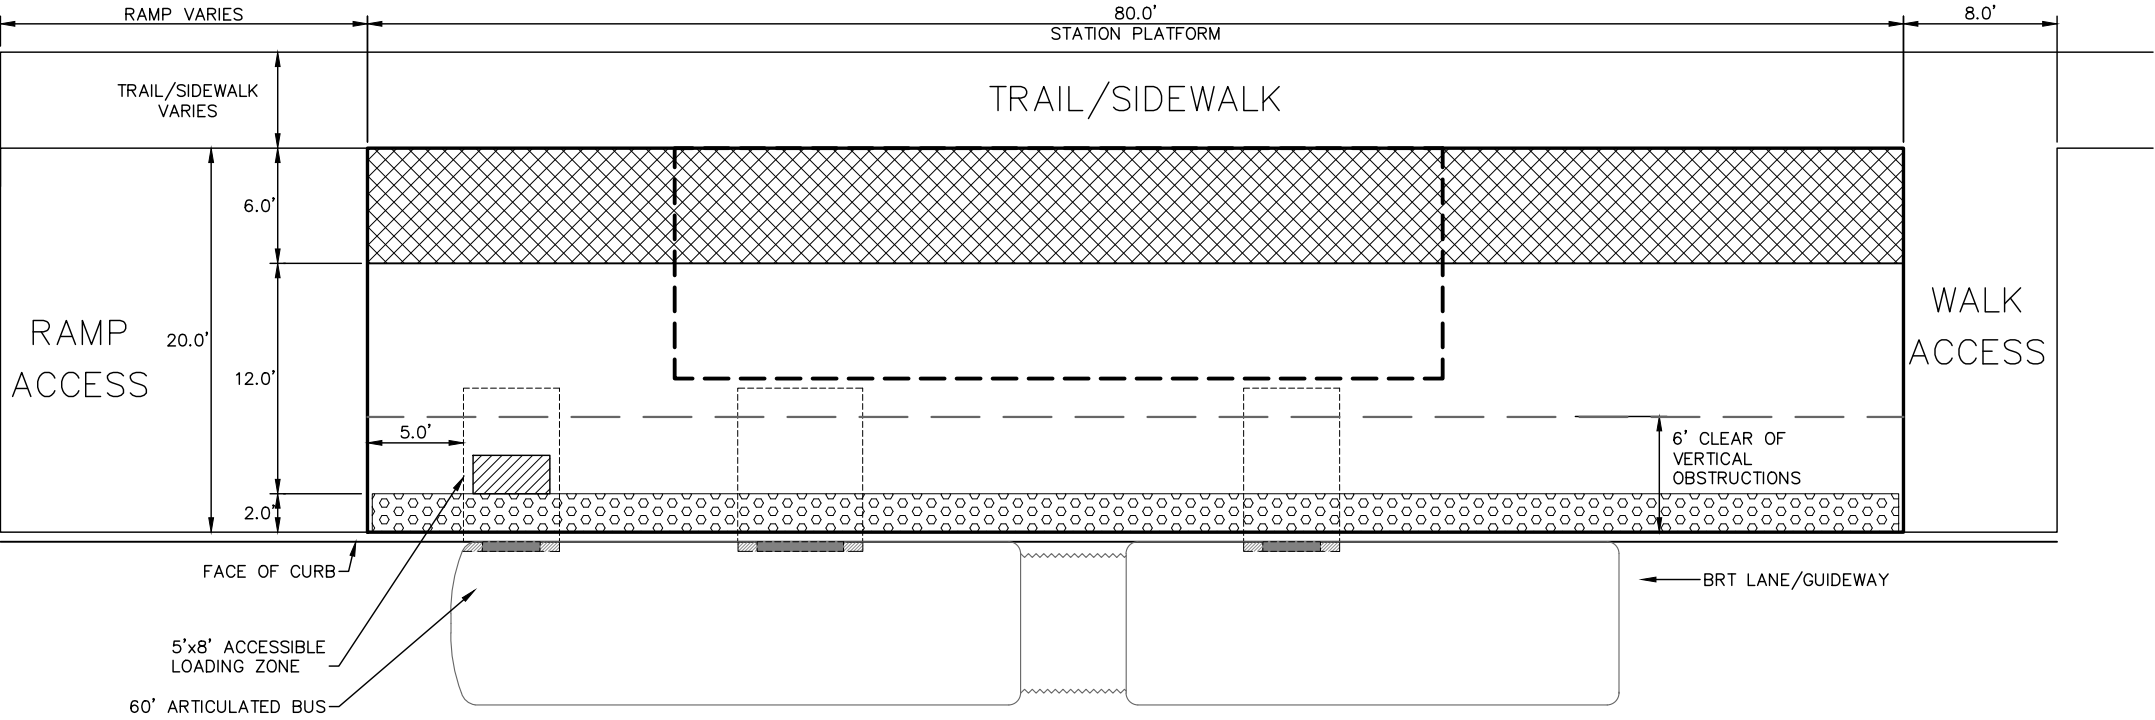 RAMP VARIES
80.0'
STATION PLATFORM
8.0'
TRAIL/SIDEWALK
VARIES
TRAIL/SIDEWALK
6.0'
RAMP
ACCESS
20.0'
12.0'
WALK
ACCESS
5.0'
6' CLEAR OF
VERTICAL
OBSTRUCTIONS
2.0'
FACE OF CURB
BRT LANE/GUIDEWAY
5'x8' ACCESSIBLE
LOADING ZONE
60' ARTICULATED BUS